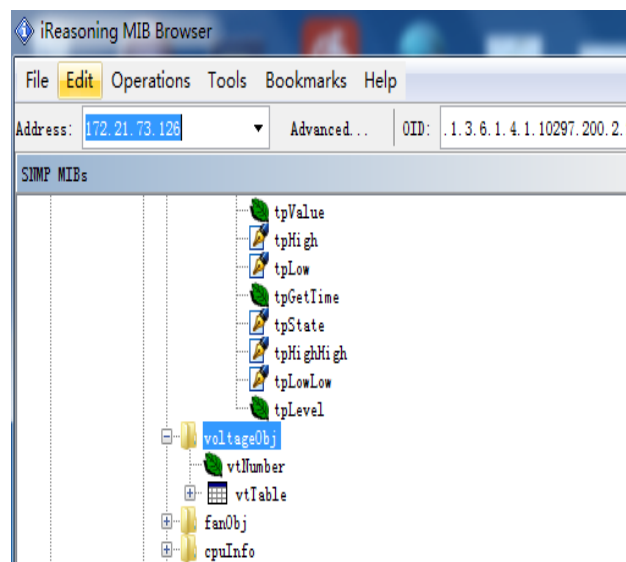 iReasoning MIB Browser
File Edit Operations Tools Bookmarks Help
Address: 172.21.73.126 Advanced... OID: .1.3.6.1.4.1.10297.200.2.
SNMP MIBs
tpValue
tpHigh
tpLow
tpGetTime
tpState
tpHighHigh
tpLowLow
tpLevel
voltageObj
vtNumber
vtTable
fanObj
cpuInfo